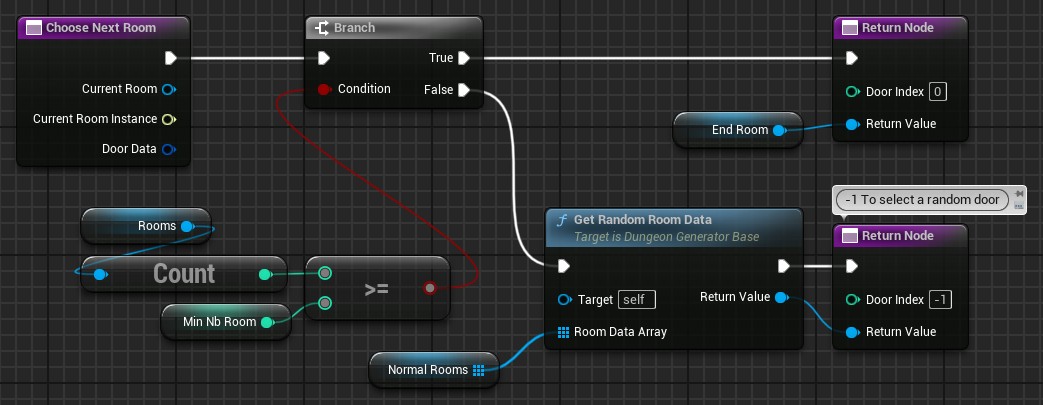 Choose Next Room
Current Room
Current Room Instance
Door Data
Branch
True
Condition
False
Return Node
Door Index 0
Return Value
End Room
Rooms
Count
>=
Min Nb Room
Get Random Room Data
Target is Dungeon Generator Base
Target self
Return Value
Room Data Array
Normal Rooms
-1 To select a random door
Return Node
Door Index -1
Return Value